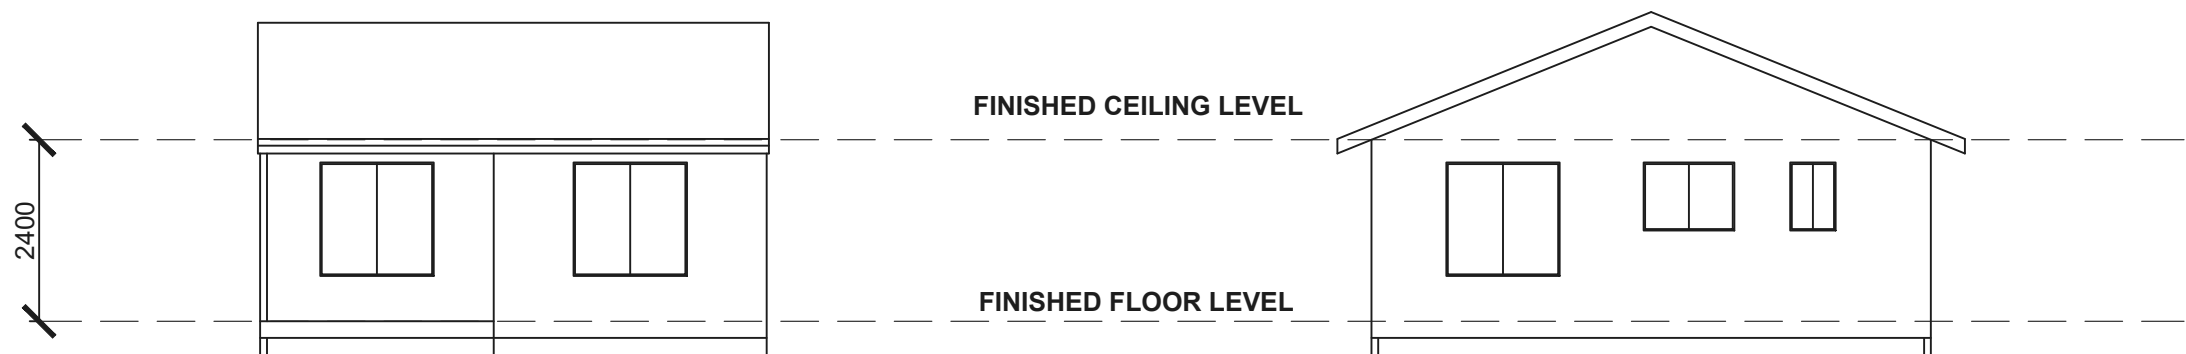 FINISHED CEILING LEVEL
2400
FINISHED FLOOR LEVEL